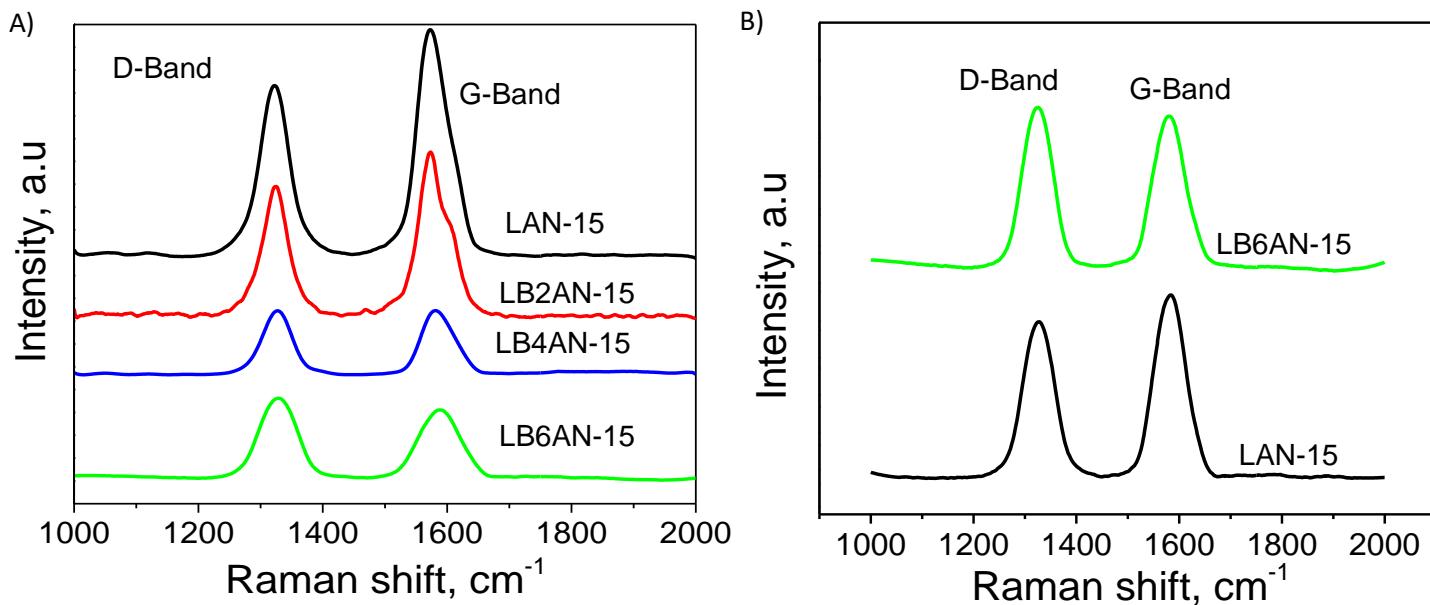 A)
D-Band
G-Band
LAN-15
LB2AN-15
LB4AN-15
LB6AN-15
Intensity, a.u
1000 1200 1400 1600 1800 2000
Raman shift, cm⁻¹
B)
D-Band
G-Band
LB6AN-15
LAN-15
Intensity, a.u
1000 1200 1400 1600 1800 2000
Raman shift, cm⁻¹